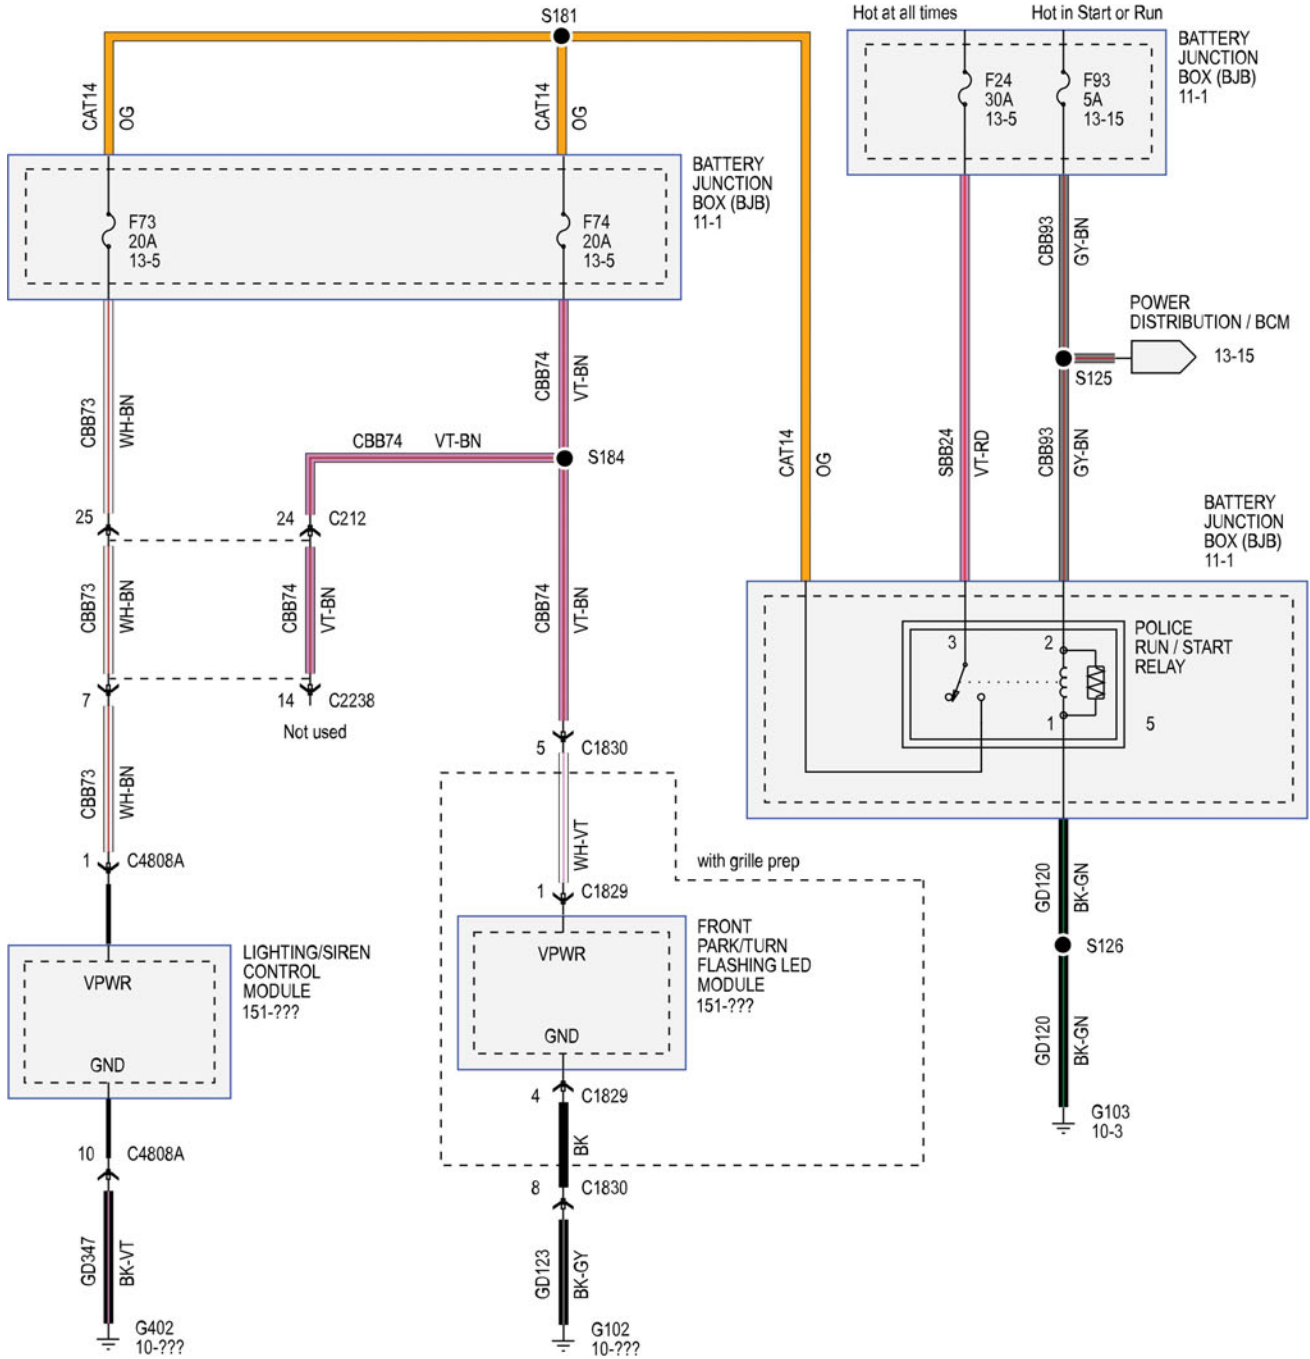 S181
Hot at all times
Hot in Start or Run
CAT14
OG
CAT14
OG
F24
30A
13-5
F93
5A
13-15
BATTERY
JUNCTION
BOX (BJB)
11-1
F73
20A
13-5
F74
20A
13-5
BATTERY
JUNCTION
BOX (BJB)
11-1
CBB93
GY-BN
POWER
DISTRIBUTION / BCM
13-15
S125
CBB73
WH-BN
CBB74
VT-BN
CBB74
VT-BN
S184
CAT14
OG
SBB24
VT-RD
CBB93
GY-BN
25
24
C212
BATTERY
JUNCTION
BOX (BJB)
11-1
CBB73
WH-BN
CBB74
VT-BN
CBB74
VT-BN
3
2
1
POLICE
RUN / START
RELAY
5
7
14
C2238
Not used
5
C1830
CBB73
WH-BN
WH-VT
with grille prep
1
C4808A
1
C1829
GD120
BK-GN
LIGHTING/SIREN
CONTROL
MODULE
151-???
VPWR
GND
FRONT
PARK/TURN
FLASHING LED
MODULE
151-???
VPWR
GND
S126
GD120
BK-GN
4
C1829
G103
10-3
10
C4808A
BK
8
C1830
GD347
BK-VT
GD123
BK-GY
G402
10-???
G102
10-???